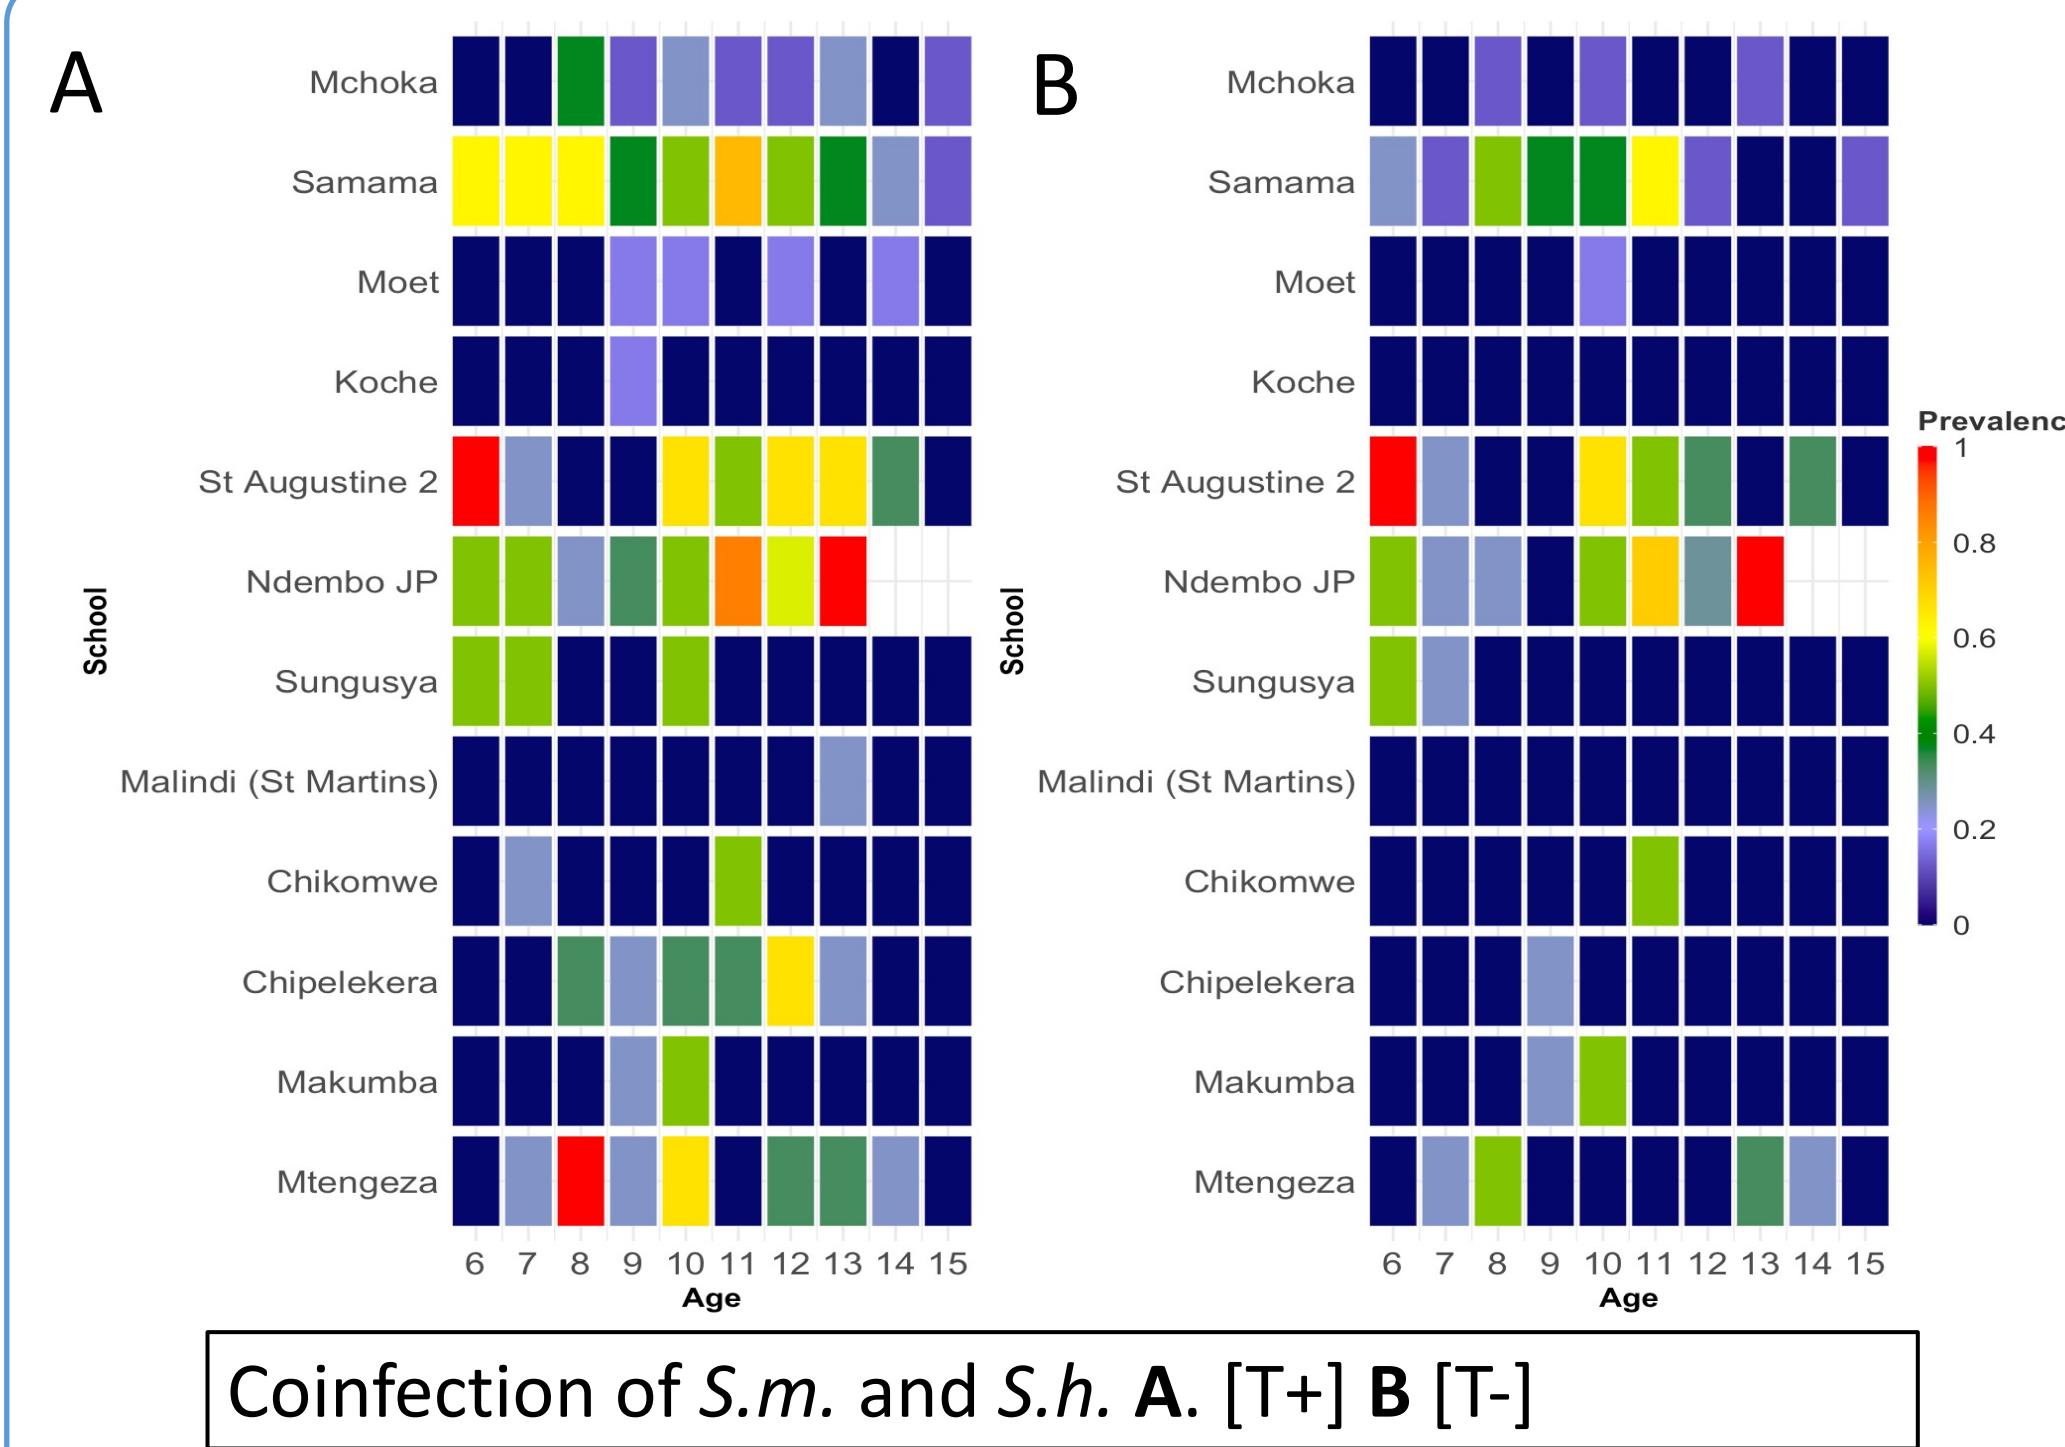 A
Mchoka
Samama
Moet
Koche
St Augustine 2
Ndembo JP
Sungusya
Malindi (St Martins)
Chikomwe
Chipelekera
Makumba
Mtengeza
School
6 7 8 9 10 11 12 13 14 15
Age
B
Mchoka
Samama
Moet
Koche
St Augustine 2
Ndembo JP
Sungusya
Malindi (St Martins)
Chikomwe
Chipelekera
Makumba
Mtengeza
School
6 7 8 9 10 11 12 13 14 15
Age
Prevalenc
1
0.8
0.6
0.4
0.2
0
Coinfection of S.m. and S.h. A. [T+] B [T-]